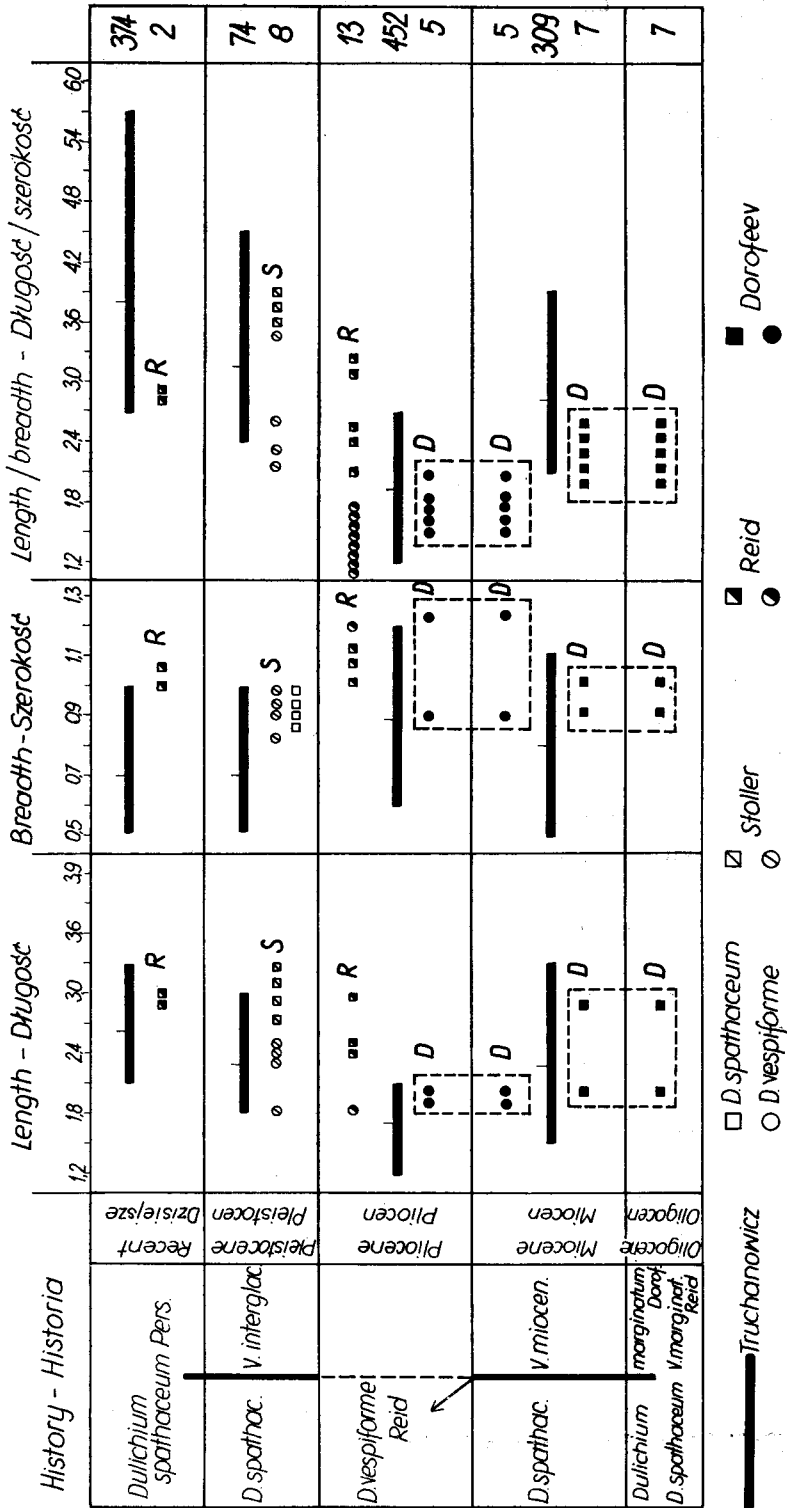 History - Historia
Length - Długość
Breadth - Szerokość
Length / breadth - Długość / szerokość
1,2 1,8 2,4 3,0 3,6 3,9
0,5 0,7 0,9 1,1 1,3
1,2 1,8 2,4 3,0 3,6 4,2 4,8 5,4 6,0
Dulichium
spathaceum Pers.
Recent
Dzisiejsze
R R R
374
2
D.spathac. V. interglac.
Pleistocene
Pleistocen
S S S
74
8
D.vespiforme
Reid
Pliocene
Pliocen
R R R
D D D
13
452
5
D.spathac. V.miocen.
Miocene
Miocen
D D D
D D D
5
309
7
Dulichium marginatum
Dorof.
D.spathaceum V.marginat.
Reid
Oligocene
Oligocen
D D D
7
Truchanowicz
D.spathaceum
D.vespiforme
Stoller
Reid
Dorofeev